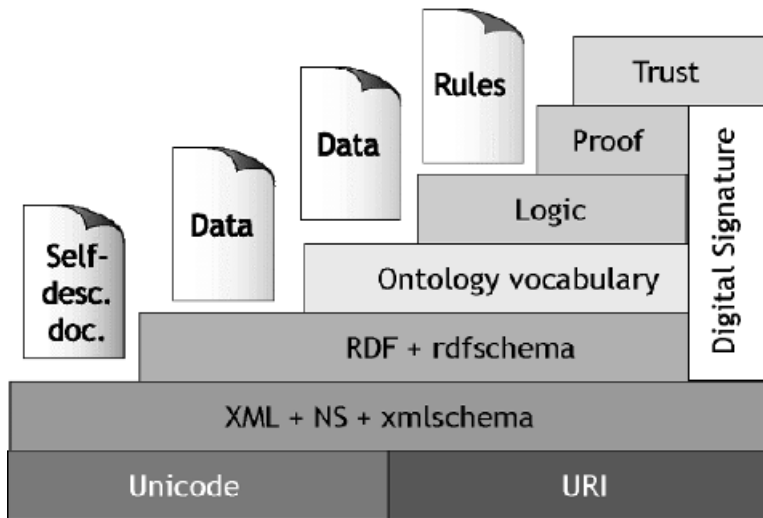 Rules
Trust
Data
Proof
Data
Logic
Self-
desc.
doc.
Ontology vocabulary
Digital Signature
RDF + rdfschema
XML + NS + xmlschema
Unicode
URI